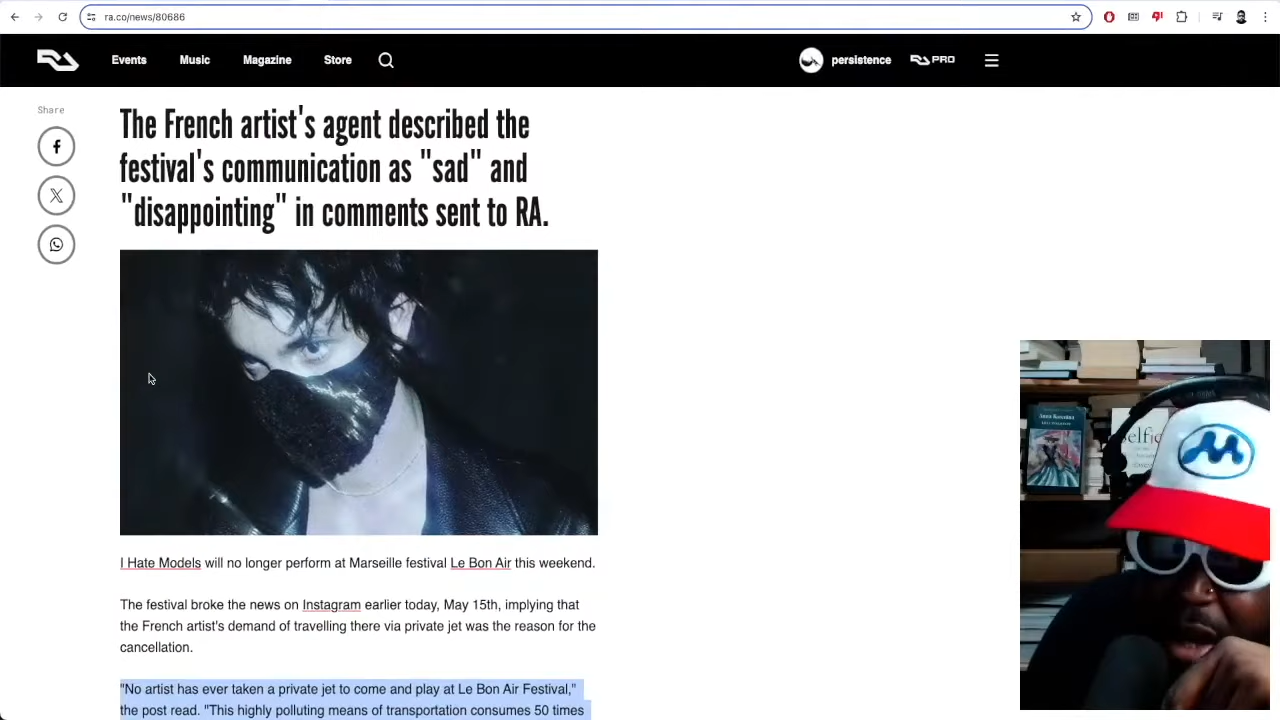 ra.co/news/80686
Events
Music
Magazine
Store
persistence
PRO
Share
The French artist's agent described the
festival's communication as "sad" and
"disappointing" in comments sent to RA.
I Hate Models will no longer perform at Marseille festival Le Bon Air this weekend.
The festival broke the news on Instagram earlier today, May 15th, implying that
the French artist's demand of travelling there via private jet was the reason for the
cancellation.
"No artist has ever taken a private jet to come and play at Le Bon Air Festival,"
the post read. "This highly polluting means of transportation consumes 50 times
Anna Karenina
Selfie
M